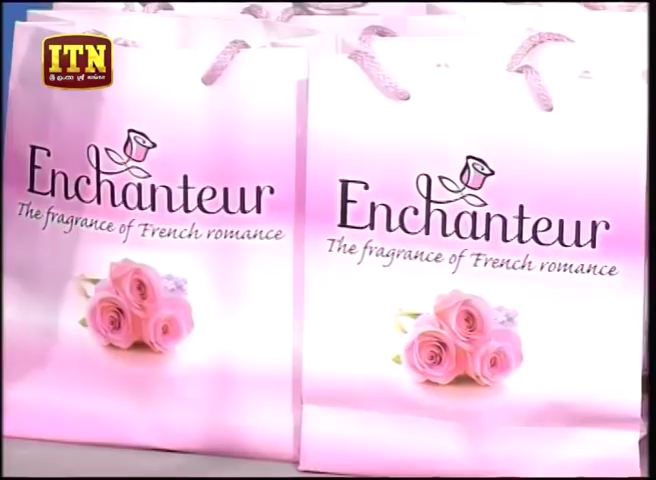 ITN
Enchanteur
The fragrance of French romance
Enchanteur
The fragrance of French romance